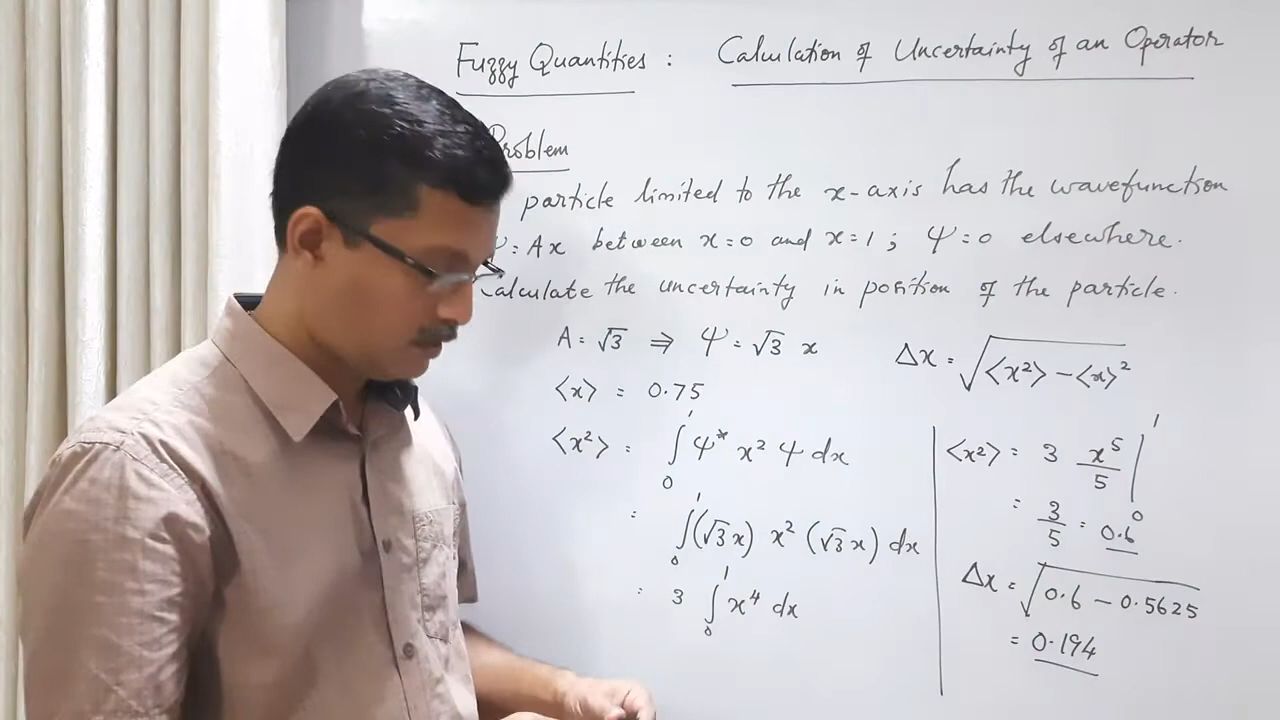 Fuzzy Quantities : Calculation of Uncertainty of an Operator
Problem
particle limited to the x-axis has the wavefunction
Ψ = Ax between x=0 and x=1 ; Ψ=0 elsewhere.
Calculate the uncertainty in position of the particle.
A = √3 ⇒ Ψ = √3 x
⟨x⟩ = 0.75
⟨x²⟩ = ∫₀¹ Ψ* x² Ψ dx
= ∫₀¹ (√3x) x² (√3x) dx
= 3 ∫₀¹ x⁴ dx
Δx = √(⟨x²⟩ − ⟨x⟩²)
⟨x²⟩ = 3 x⁵/5 |₀¹
= 3/5 = 0.6
Δx = √(0.6 − 0.5625)
= 0.194